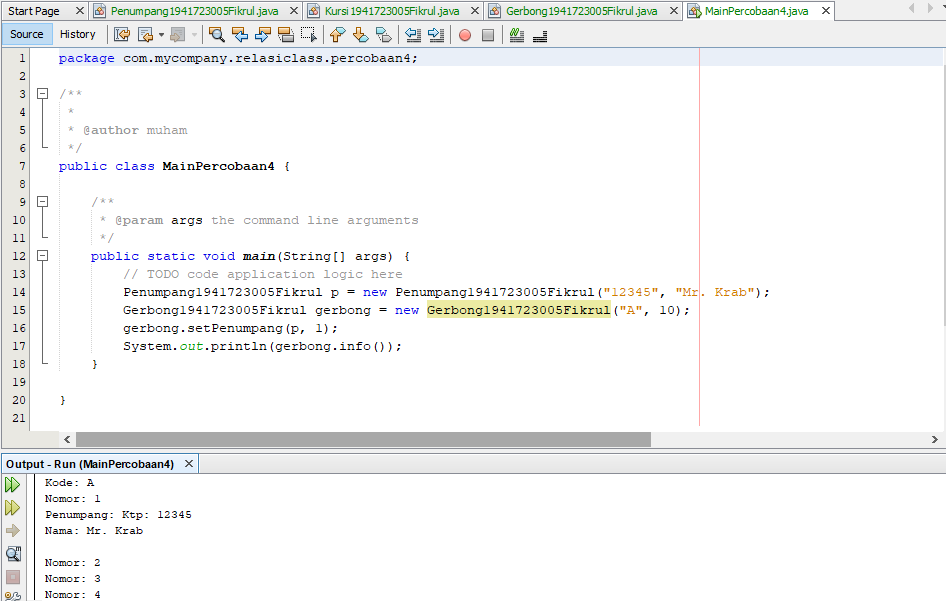 Start Page Penumpang1941723005Fikrul.java Kursi1941723005Fikrul.java Gerbong1941723005Fikrul.java MainPercobaan4.java
Source History
1 package com.mycompany.relasiclass.percobaan4;
2
3 /**
4 *
5 * @author muham
6 */
7 public class MainPercobaan4 {
8
9 /**
10 * @param args the command line arguments
11 */
12 public static void main(String[] args) {
13 // TODO code application logic here
14 Penumpang1941723005Fikrul p = new Penumpang1941723005Fikrul("12345", "Mr. Krab");
15 Gerbong1941723005Fikrul gerbong = new Gerbong1941723005Fikrul("A", 10);
16 gerbong.setPenumpang(p, 1);
17 System.out.println(gerbong.info());
18 }
19
20 }
21
Output - Run (MainPercobaan4)
Kode: A
Nomor: 1
Penumpang: Ktp: 12345
Nama: Mr. Krab
Nomor: 2
Nomor: 3
Nomor: 4